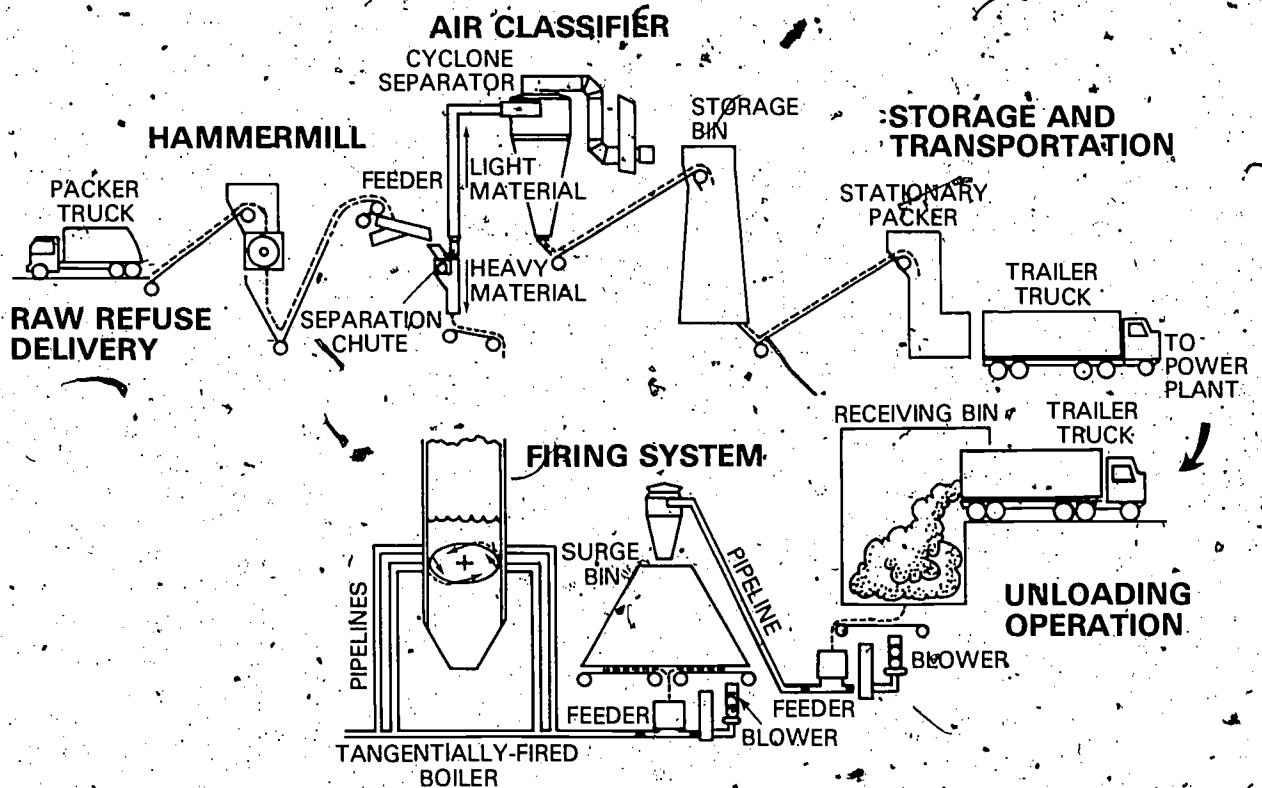 AIR CLASSIFIER
CYCLONE
SEPARATOR
STORAGE
BIN
STORAGE AND
TRANSPORTATION
HAMMERMILL
PACKER
TRUCK
FEEDER
LIGHT
MATERIAL
STATIONARY
PACKER
HEAVY
MATERIAL
TRAILER
TRUCK
RAW REFUSE
DELIVERY
SEPARATION
CHUTE
TO
POWER
PLANT
RECEIVING BIN
TRAILER
TRUCK
FIRING SYSTEM
SURGE
BIN
PIPELINE
PIPELINES
UNLOADING
OPERATION
BLOWER
FEEDER
FEEDER
BLOWER
TANGENTIALLY-FIRED
BOILER